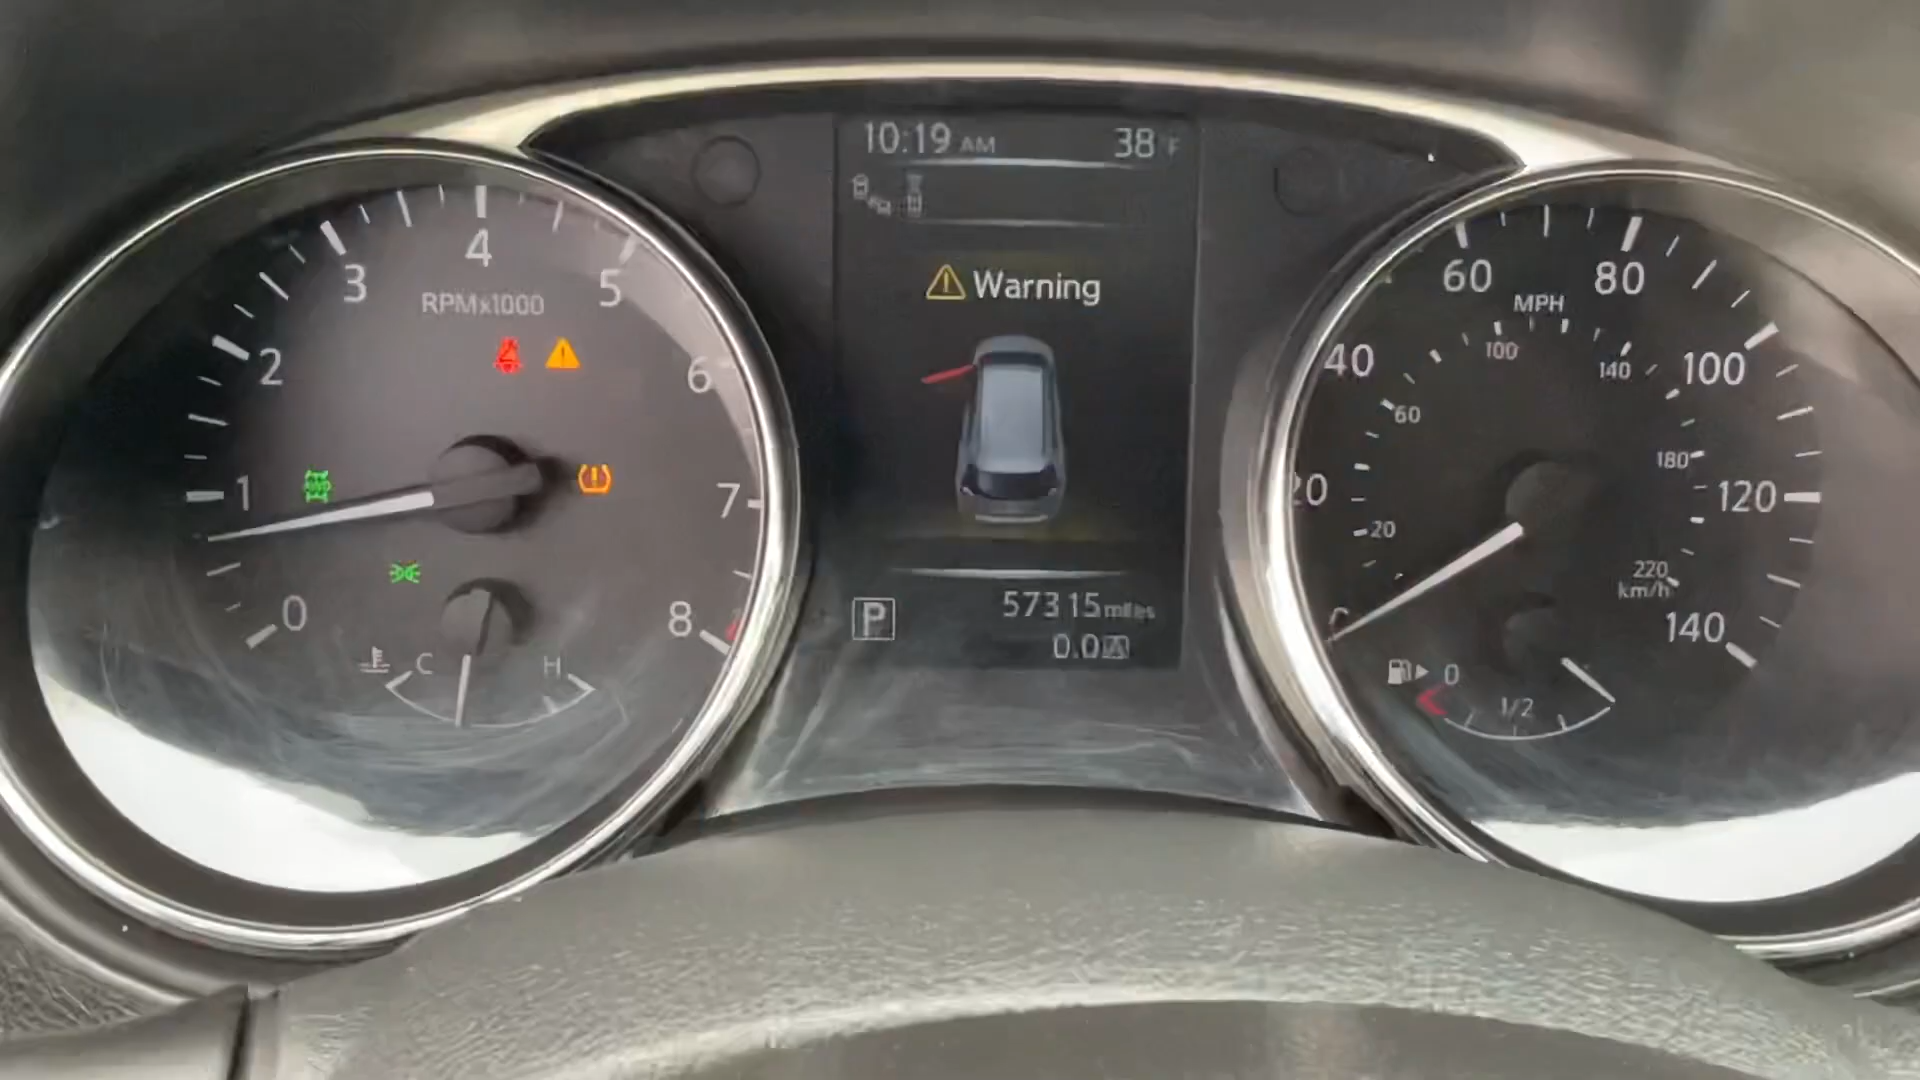 10:19 AM 38 °F
Warning
P 57315 miles
0.0 A
0 1 2 3 4 5 6 7 8
RPMx1000
C H
20 40 60 80 100 120 140
MPH
20 60 100 140 180 220
km/h
0 1/2